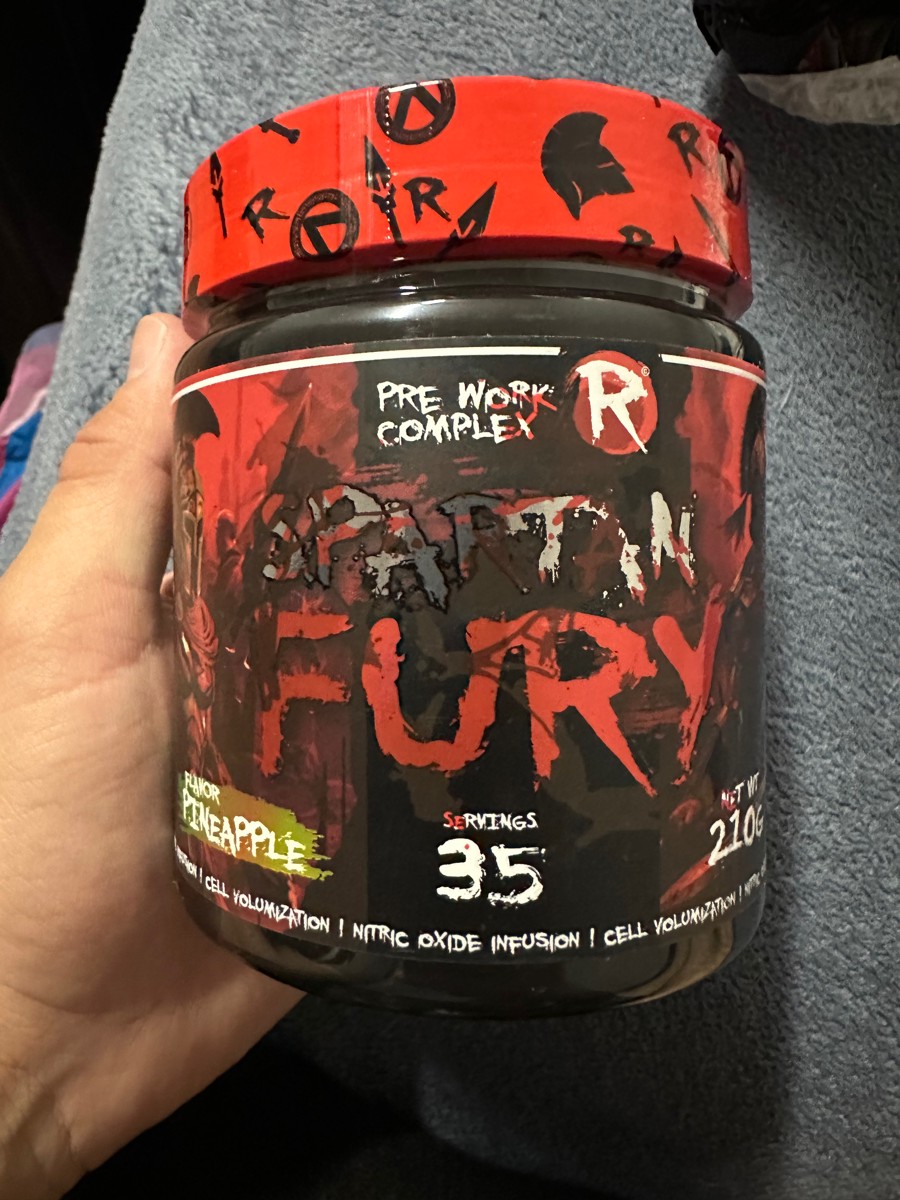 PRE WORK
COMPLEX
R
©
SPARTAN
FURY
FLAVOR
PINEAPPLE
SERVINGS
35
NET WT
210G
CELL VOLUMIZATION | NITRIC OXIDE INFUSION | CELL VOLUMIZATION | NITRIC